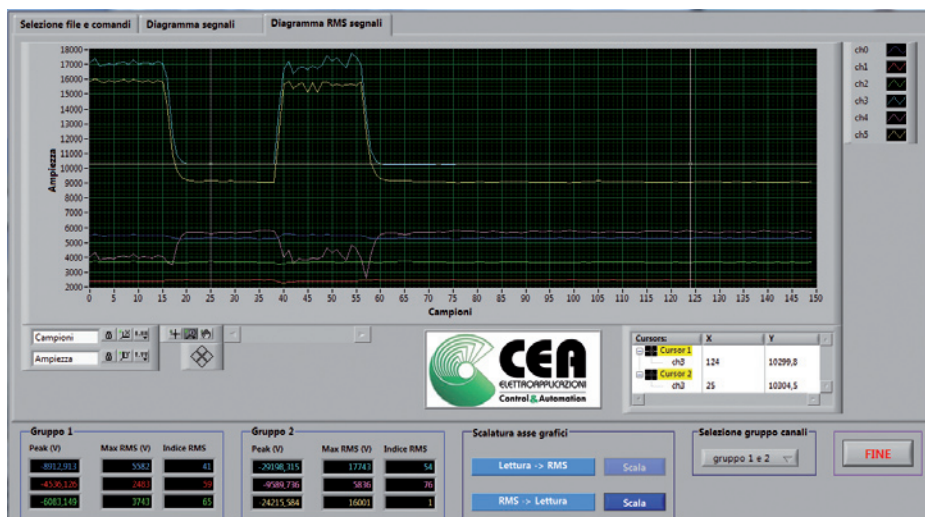 Selezione file e comandi
Diagramma segnali
Diagramma RMS segnali
18000
17000
16000
15000
14000
13000
12000
11000
10000
9000
8000
7000
6000
5000
4000
3000
2000
Ampiezza
0 5 10 15 20 25 30 35 40 45 50 55 60 65 70 75 80 85 90 95 100 105 110 115 120 125 130 135 140 145 150
Campioni
ch0
ch1
ch2
ch3
ch4
ch5
Campioni
Ampiezza
CEA
ELETTROAPPLICAZIONI
Control & Automation
Cursors: X Y
Cursor 1
ch3 124 10299,8
Cursor 2
ch3 25 10304,5
Gruppo 1
Peak (V) Max RMS (V) Indice RMS
-8912,913 5582 41
-4536,126 2483 59
-6083,149 3743 65
Gruppo 2
Peak (V) Max RMS (V) Indice RMS
-29198,315 17743 54
-9589,736 5836 76
-24215,584 16001 1
Scalatura asse grafici
Lettura -> RMS Scala
RMS -> Lettura Scala
Selezione gruppo canali
gruppo 1 e 2
FINE